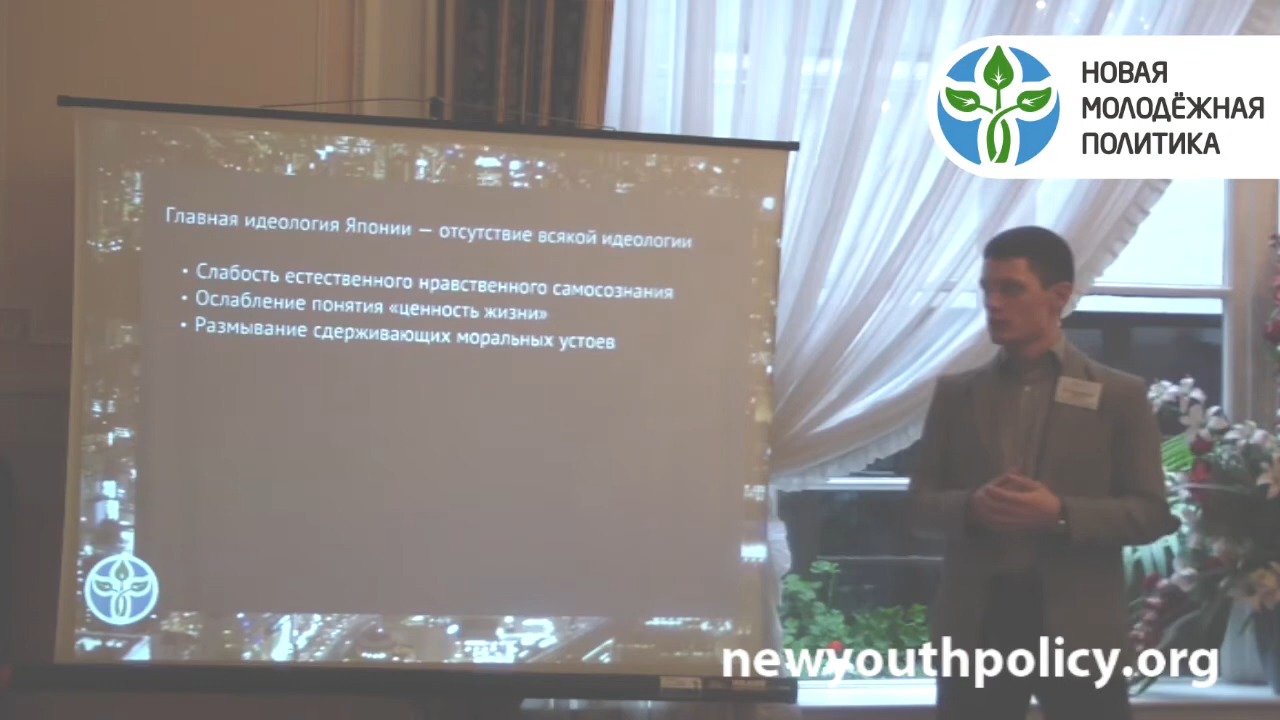 НОВАЯ
МОЛОДЁЖНАЯ
ПОЛИТИКА
Главная идеология Японии — отсутствие всякой идеологии
• Слабость естественного нравственного самосознания
• Ослабление понятия «ценность жизни»
• Размывание сдерживающих моральных устоев
newyouthpolicy.org